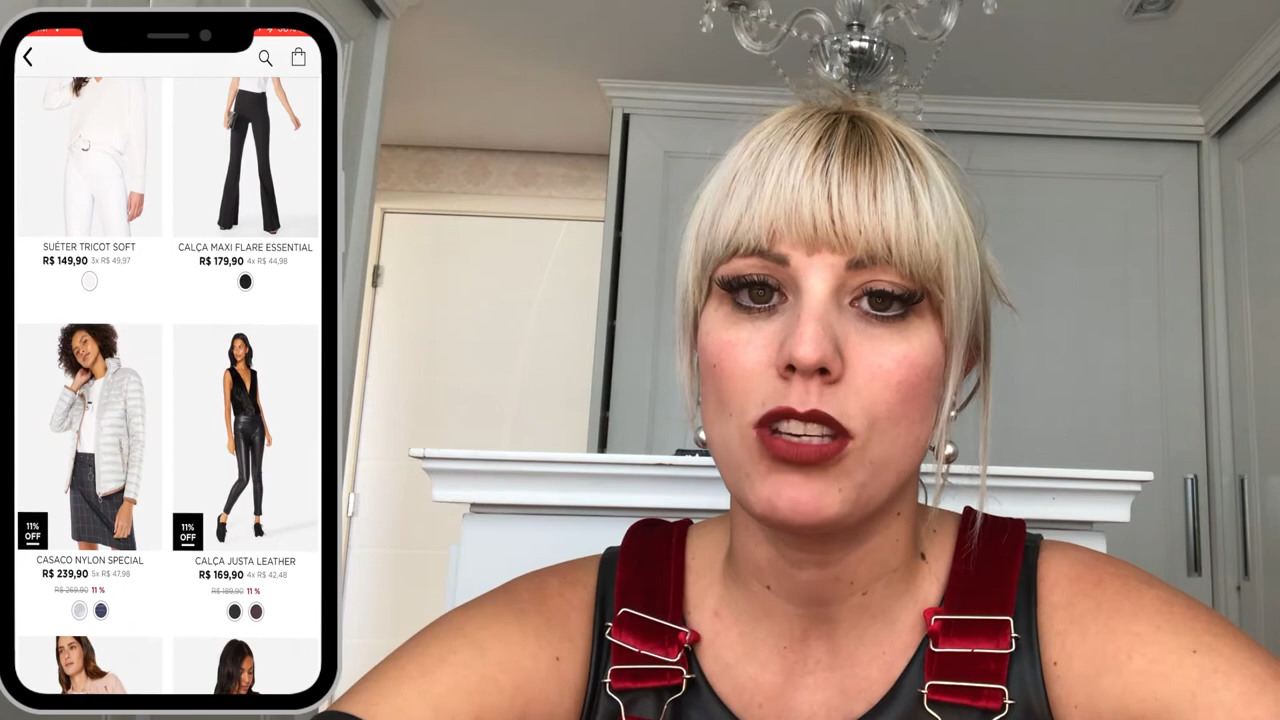 SUÉTER TRICOT SOFT
R$ 149,90 3x R$ 49,97
CALÇA MAXI FLARE ESSENTIAL
R$ 179,90 4x R$ 44,98
11%
OFF
CASACO NYLON SPECIAL
R$ 239,90 5x R$ 47,98
R$ 269,90 11 %
11%
OFF
CALÇA JUSTA LEATHER
R$ 169,90 4x R$ 42,48
R$ 189,90 11 %